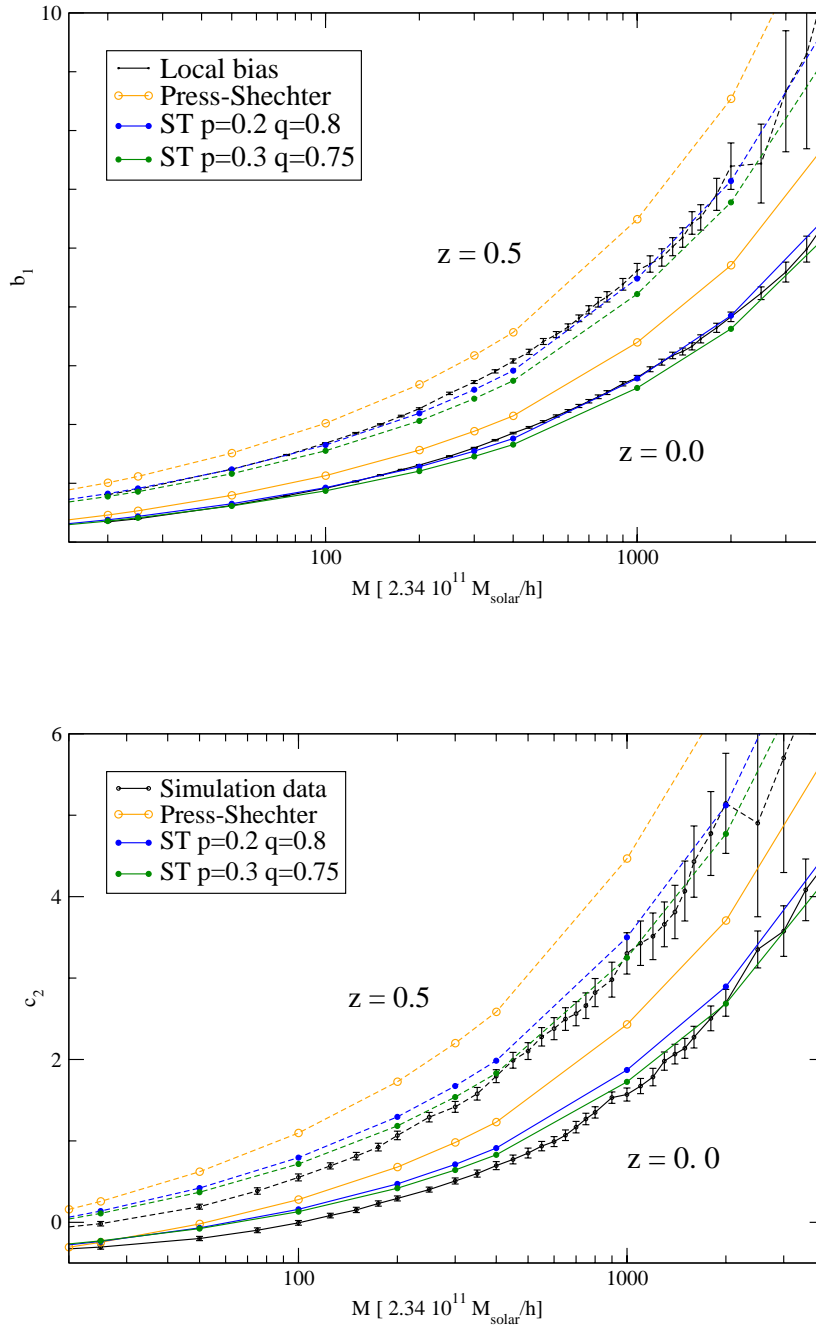 10
Local bias
Press-Shechter
ST p=0.2 q=0.8
ST p=0.3 q=0.75
z = 0.5
b1
z = 0.0
100 1000
M [ 2.34 10^11 M_solar/h]
6
Simulation data
Press-Shechter
ST p=0.2 q=0.8
ST p=0.3 q=0.75
4
z = 0.5
c2
2
z = 0. 0
0
100 1000
M [ 2.34 10^11 M_solar/h]